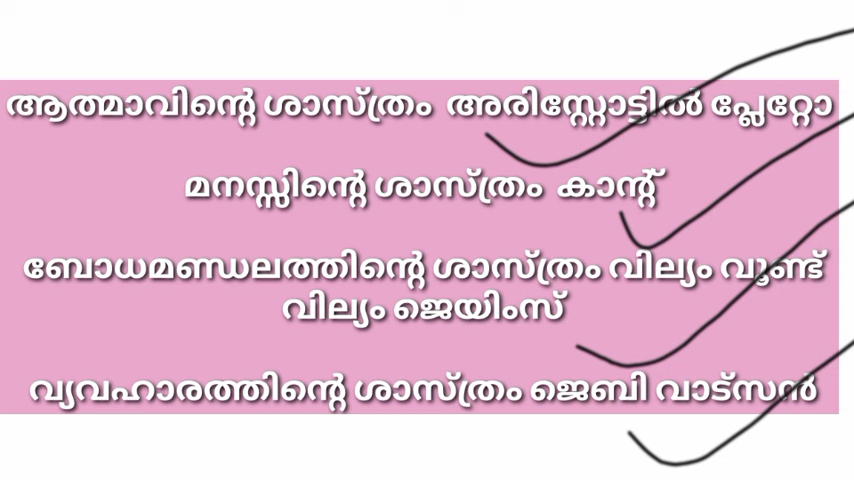 ആത്മാവിന്റെ ശാസ്ത്രം അരിസ്റ്റോട്ടിൽ പ്ലേറ്റോ
മനസ്സിന്റെ ശാസ്ത്രം കാന്റ്
ബോധമണ്ഡലത്തിന്റെ ശാസ്ത്രം വില്യം വൂണ്ട്
വില്യം ജെയിംസ്
വ്യവഹാരത്തിന്റെ ശാസ്ത്രം ജെബി വാട്സൻ